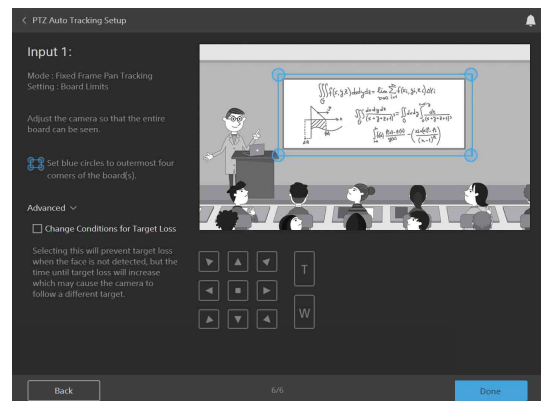 PTZ Auto Tracking Setup
Input 1:
Mode : Fixed Frame Pan Tracking
Setting : Board Limits
Adjust the camera so that the entire
board can be seen.
Set blue circles to outermost four
corners of the board(s).
Advanced
Change Conditions for Target Loss
Selecting this will prevent target loss
when the face is not detected, but the
time until target loss will increase
which may cause the camera to
follow a different target.
T
W
Back
6/6
Done